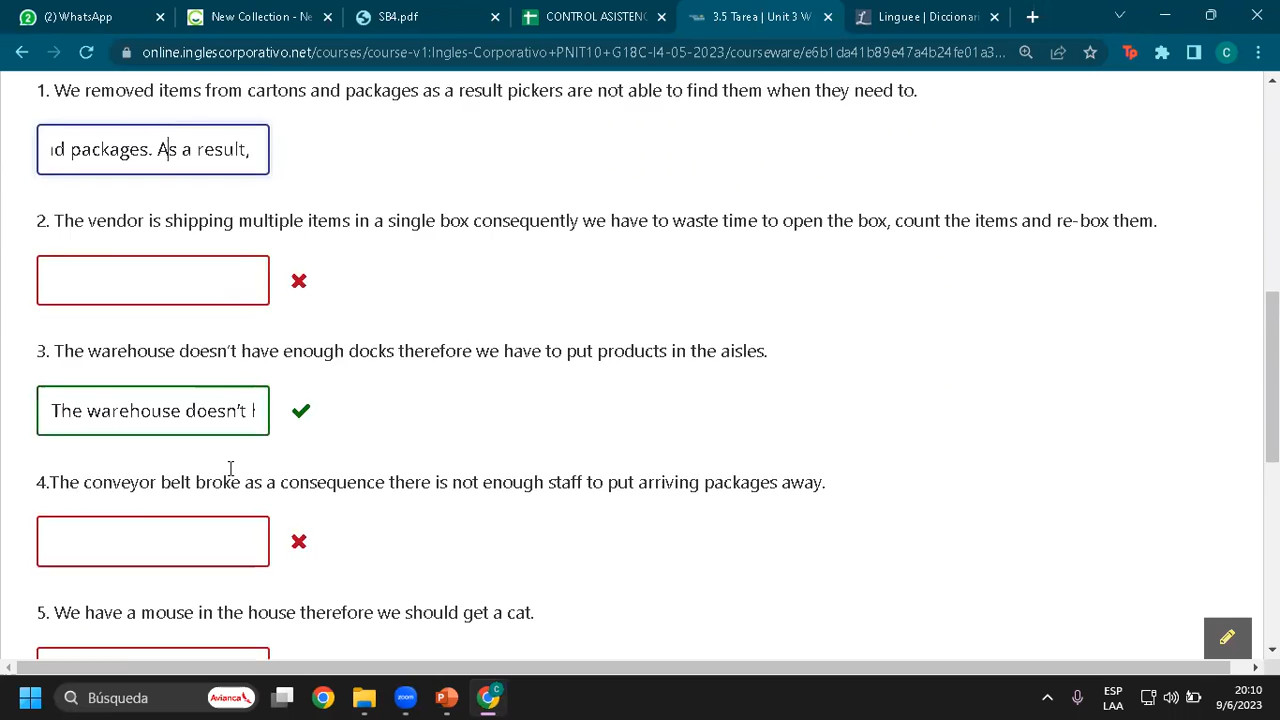 (2) WhatsApp
New Collection - Ne
SB4.pdf
CONTROL ASISTENC
3.5 Tarea | Unit 3 W
Linguee | Diccionari
online.inglescorporativo.net/courses/course-v1:Ingles-Corporativo+PNIT10+G18C-I4-05-2023/courseware/e6b1da41b89e47a4b24fe01a3...
1. We removed items from cartons and packages as a result pickers are not able to find them when they need to.
nd packages. As a result,
2. The vendor is shipping multiple items in a single box consequently we have to waste time to open the box, count the items and re-box them.
3. The warehouse doesn’t have enough docks therefore we have to put products in the aisles.
The warehouse doesn’t h
4.The conveyor belt broke as a consequence there is not enough staff to put arriving packages away.
5. We have a mouse in the house therefore we should get a cat.
Búsqueda
Avianca
ESP
LAA
20:10
9/6/2023